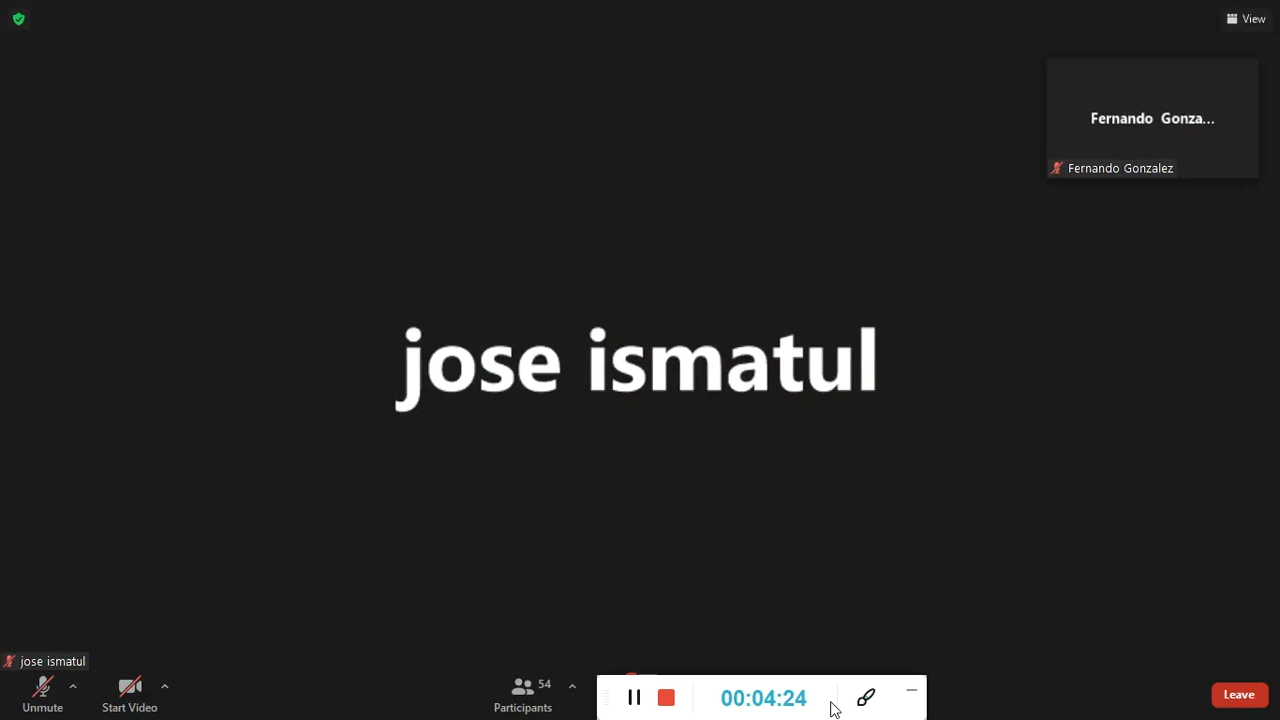 View
Fernando Gonza...
Fernando Gonzalez
jose ismatul
jose ismatul
Unmute
Start Video
54
Participants
00:04:24
Leave